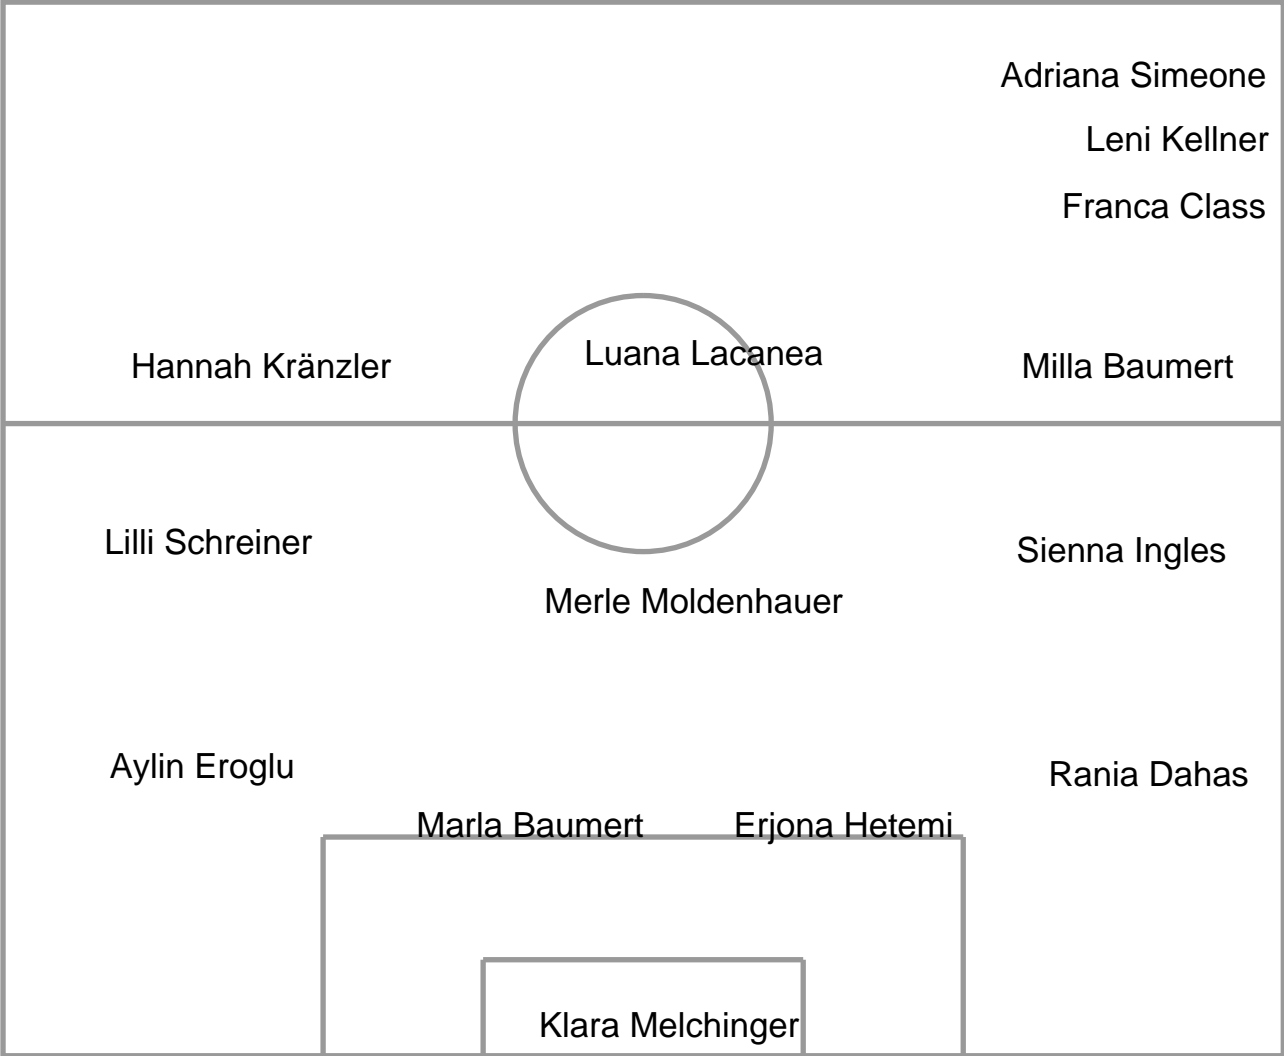 Adriana Simeone
Leni Kellner
Franca Class
Hannah Kränzler
Luana Lacanea
Milla Baumert
Lilli Schreiner
Sienna Ingles
Merle Moldenhauer
Aylin Eroglu
Rania Dahas
Marla Baumert
Erjona Hetemi
Klara Melchinger